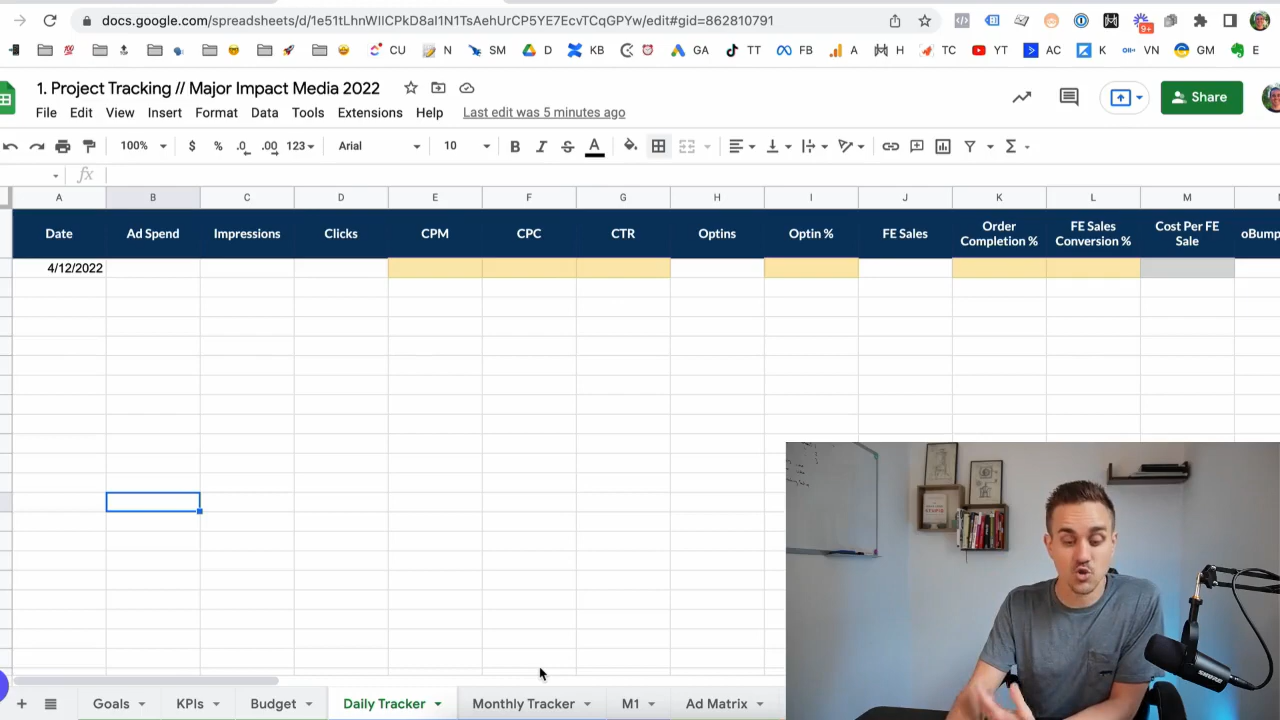 docs.google.com/spreadsheets/d/1e51tLhnWIICPkD8al1N1TsAehUrCP5YE7EcvTCqGPYw/edit#gid=862810791
9+
CU N SM D KB GA TT FB A H TC YT AC K VN GM E
1. Project Tracking // Major Impact Media 2022
File Edit View Insert Format Data Tools Extensions Help Last edit was 5 minutes ago
Share
100% $ % .0 .00 123 Arial 10 B I S A
fx
A B C D E F G H I J K L M
Date Ad Spend Impressions Clicks CPM CPC CTR Optins Optin % FE Sales Order Completion % FE Sales Conversion % Cost Per FE Sale oBump
4/12/2022
SHURE
Goals KPIs Budget Daily Tracker Monthly Tracker M1 Ad Matrix